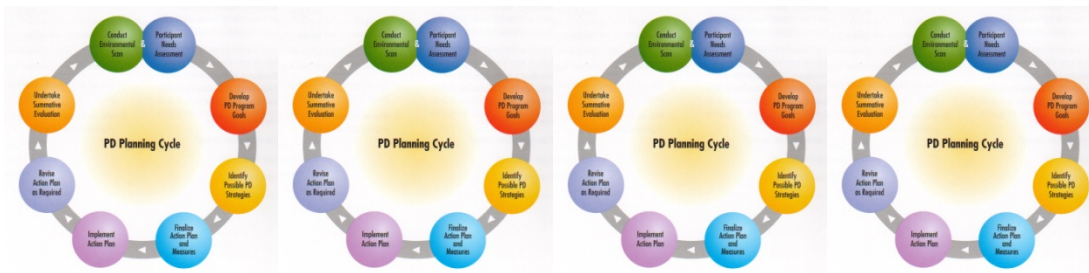 Conduct
Environmental
Scan
&
Participant
Needs
Assessment
Develop
PD Program
Goals
Identify
Possible PD
Strategies
Finalize
Action Plan
and
Measures
Implement
Action Plan
Revise
Action Plan
as Required
Undertake
Summative
Evaluation
PD Planning Cycle
Conduct
Environmental
Scan
&
Participant
Needs
Assessment
Develop
PD Program
Goals
Identify
Possible PD
Strategies
Finalize
Action Plan
and
Measures
Implement
Action Plan
Revise
Action Plan
as Required
Undertake
Summative
Evaluation
PD Planning Cycle
Conduct
Environmental
Scan
&
Participant
Needs
Assessment
Develop
PD Program
Goals
Identify
Possible PD
Strategies
Finalize
Action Plan
and
Measures
Implement
Action Plan
Revise
Action Plan
as Required
Undertake
Summative
Evaluation
PD Planning Cycle
Conduct
Environmental
Scan
&
Participant
Needs
Assessment
Develop
PD Program
Goals
Identify
Possible PD
Strategies
Finalize
Action Plan
and
Measures
Implement
Action Plan
Revise
Action Plan
as Required
Undertake
Summative
Evaluation
PD Planning Cycle